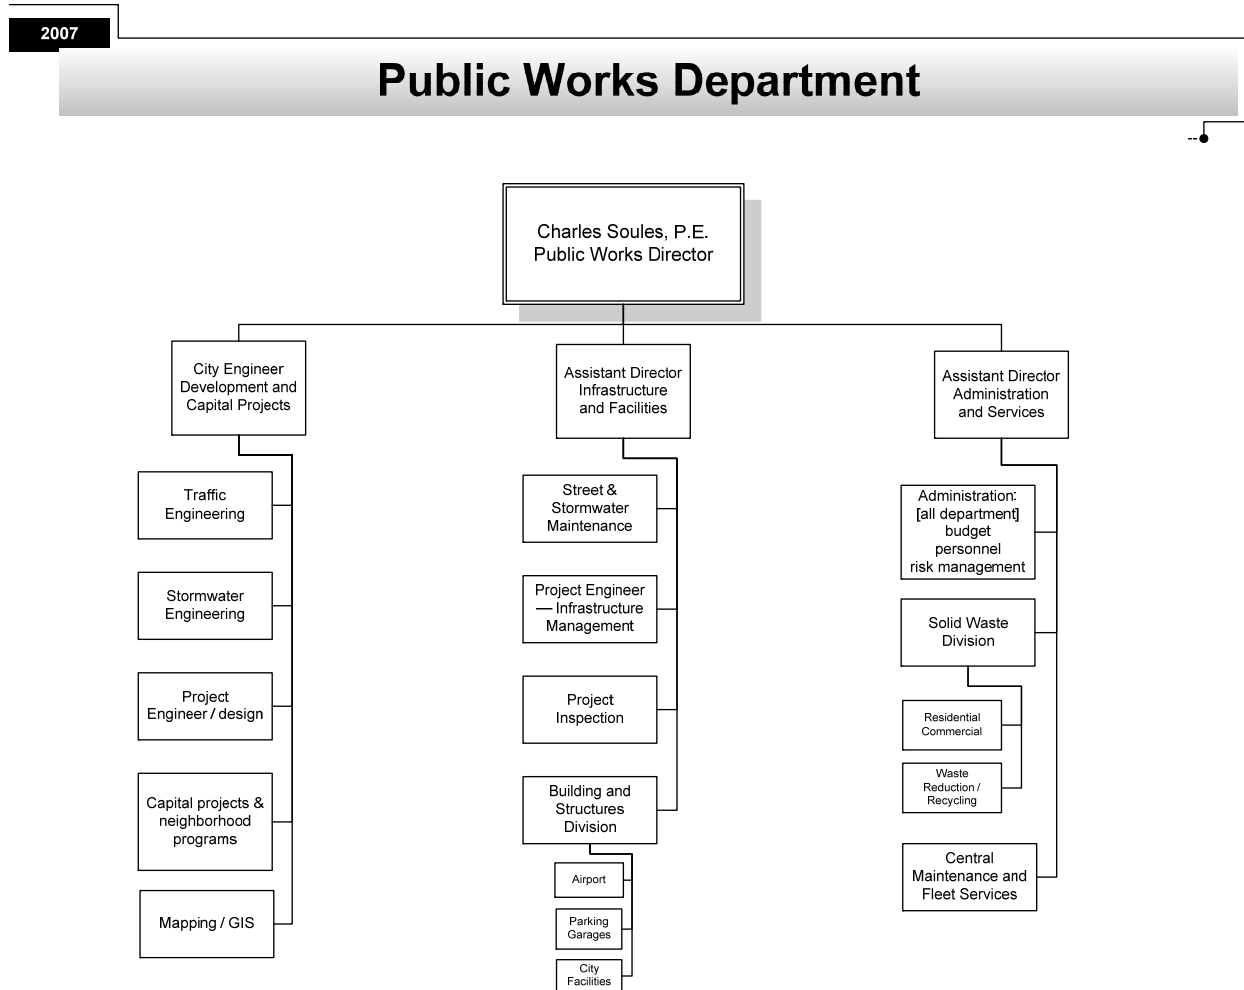 2007
Public Works Department
Charles Soules, P.E.
Public Works Director
City Engineer
Development and
Capital Projects
Traffic
Engineering
Stormwater
Engineering
Project
Engineer / design
Capital projects &
neighborhood
programs
Mapping / GIS
Assistant Director
Infrastructure
and Facilities
Street &
Stormwater
Maintenance
Project Engineer
— Infrastructure
Management
Project
Inspection
Building and
Structures
Division
Airport
Parking
Garages
City
Facilities
Assistant Director
Administration
and Services
Administration:
[all department]
budget
personnel
risk management
Solid Waste
Division
Residential
Commercial
Waste
Reduction /
Recycling
Central
Maintenance and
Fleet Services